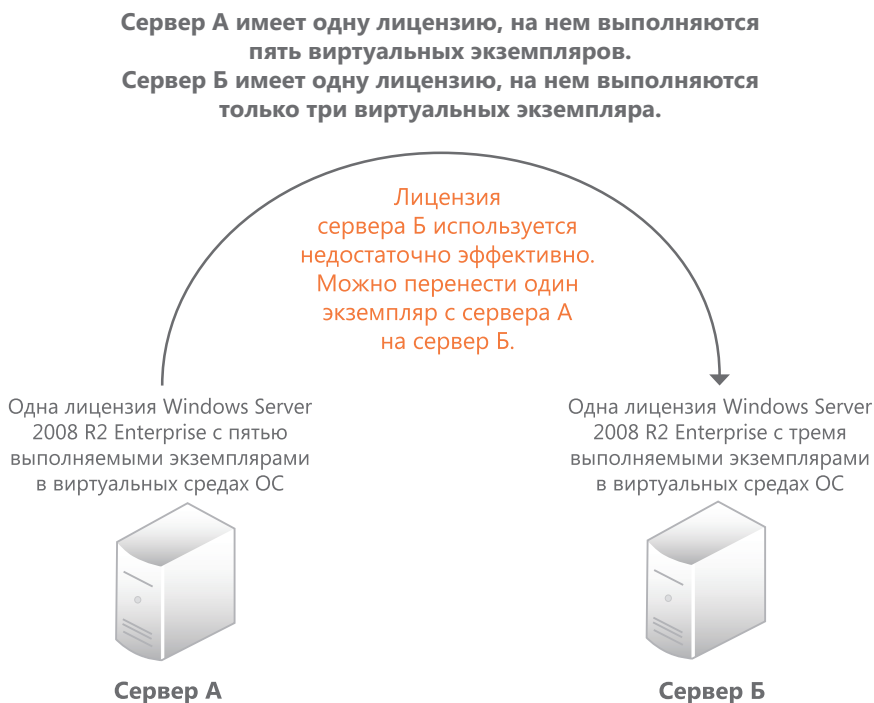 Сервер А имеет одну лицензию, на нем выполняются
пять виртуальных экземпляров.
Сервер Б имеет одну лицензию, на нем выполняются
только три виртуальных экземпляра.
Лицензия
сервера Б используется
недостаточно эффективно.
Можно перенести один
экземпляр с сервера А
на сервер Б.
Одна лицензия Windows Server
2008 R2 Enterprise с пятью
выполняемыми экземплярами
в виртуальных средах ОС
Одна лицензия Windows Server
2008 R2 Enterprise с тремя
выполняемыми экземплярами
в виртуальных средах ОС
Сервер А
Сервер Б